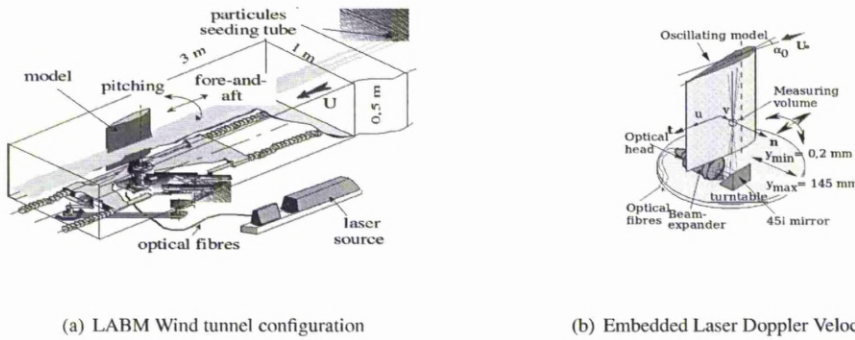 particules
seeding tube
3 m
1 m
model
pitching
fore-and-
aft
U
0,5 m
laser
source
optical fibres
(a) LABM Wind tunnel configuration
Oscillating model
α0 U∞
Measuring
volume
v
u
t
n
Optical
head
ymin= 0,2 mm
ymax= 145 mm
turntable
Optical
fibres
Beam-
expander
45i mirror
(b) Embedded Laser Doppler Veloc